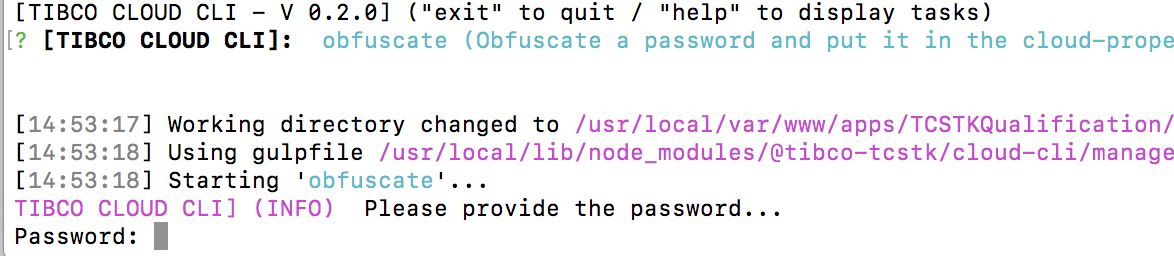 [TIBCO CLOUD CLI - V 0.2.0] ("exit" to quit / "help" to display tasks)
[? [TIBCO CLOUD CLI]: obfuscate (Obfuscate a password and put it in the cloud-prope
[14:53:17] Working directory changed to /usr/local/var/www/apps/TCSTKQualification/
[14:53:18] Using gulpfile /usr/local/lib/node_modules/@tibco-tcstk/cloud-cli/manage
[14:53:18] Starting 'obfuscate'...
TIBCO CLOUD CLI] (INFO) Please provide the password...
Password: